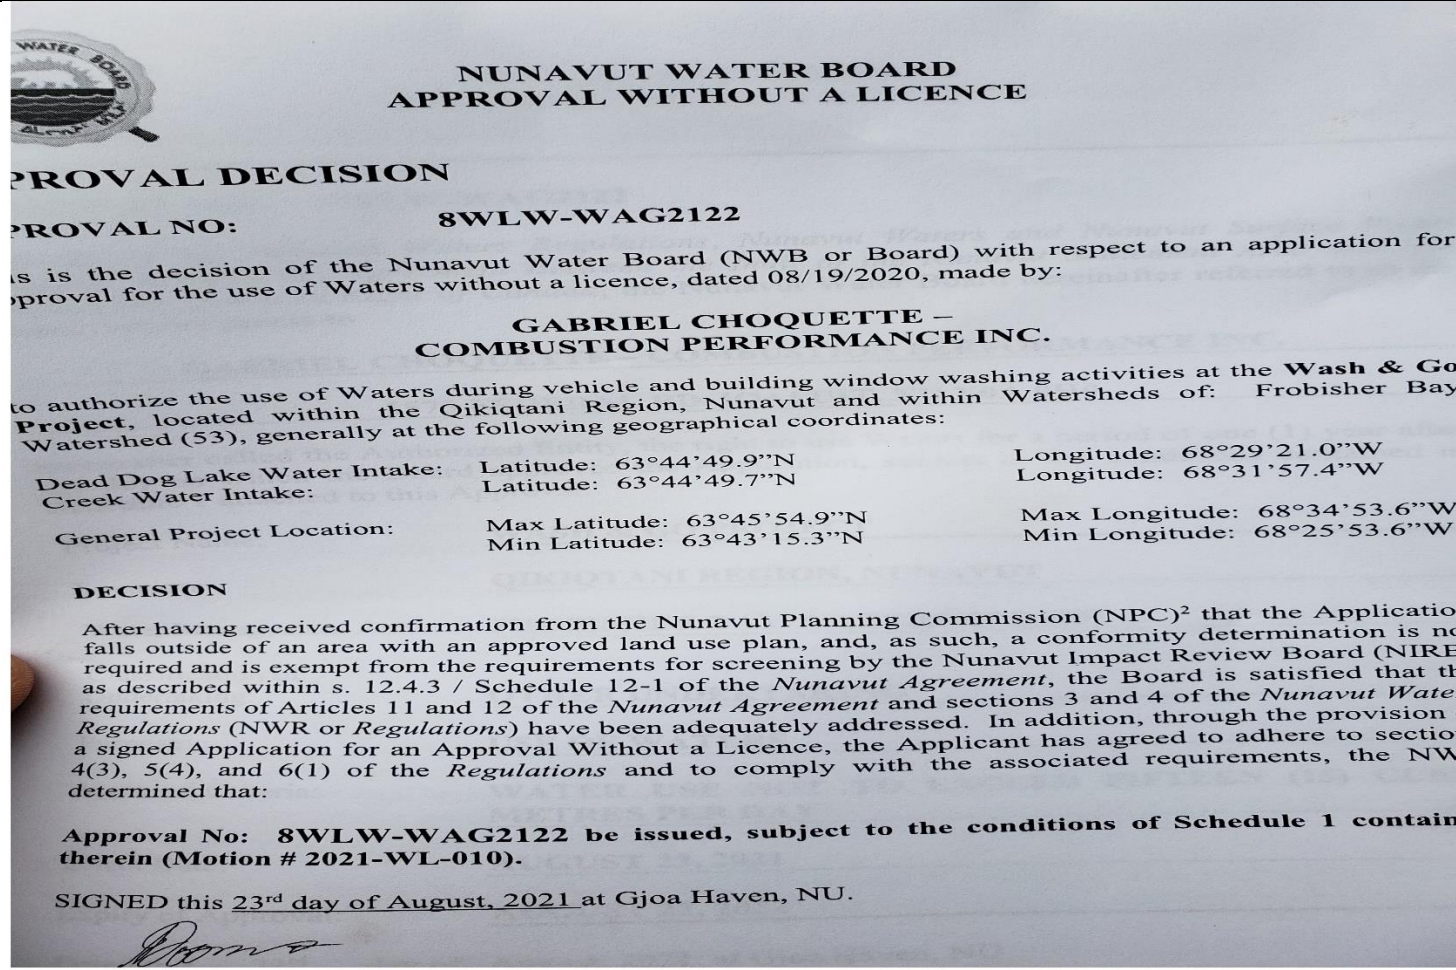 WATER BOARD
NUNAVUT WATER BOARD
APPROVAL WITHOUT A LICENCE
PROVAL DECISION
PROVAL NO: 8WLW-WAG2122
is is the decision of the Nunavut Water Board (NWB or Board) with respect to an application for
proval for the use of Waters without a licence, dated 08/19/2020, made by:
GABRIEL CHOQUETTE –
COMBUSTION PERFORMANCE INC.
to authorize the use of Waters during vehicle and building window washing activities at the Wash & Go
Project, located within the Qikiqtani Region, Nunavut and within Watersheds of: Frobisher Bay
Watershed (53), generally at the following geographical coordinates:
Dead Dog Lake Water Intake: Latitude: 63°44’49.9”N Longitude: 68°29’21.0”W
Creek Water Intake: Latitude: 63°44’49.7”N Longitude: 68°31’57.4”W
General Project Location: Max Latitude: 63°45’54.9”N Max Longitude: 68°34’53.6”W
Min Latitude: 63°43’15.3”N Min Longitude: 68°25’53.6”W
DECISION
After having received confirmation from the Nunavut Planning Commission (NPC)² that the Applicatio
falls outside of an area with an approved land use plan, and, as such, a conformity determination is no
required and is exempt from the requirements for screening by the Nunavut Impact Review Board (NIRB
as described within s. 12.4.3 / Schedule 12-1 of the Nunavut Agreement, the Board is satisfied that th
requirements of Articles 11 and 12 of the Nunavut Agreement and sections 3 and 4 of the Nunavut Wate
Regulations (NWR or Regulations) have been adequately addressed. In addition, through the provision
a signed Application for an Approval Without a Licence, the Applicant has agreed to adhere to sectio
4(3), 5(4), and 6(1) of the Regulations and to comply with the associated requirements, the NW
determined that:
Approval No: 8WLW-WAG2122 be issued, subject to the conditions of Schedule 1 contain
therein (Motion # 2021-WL-010).
SIGNED this 23rd day of August, 2021 at Gjoa Haven, NU.